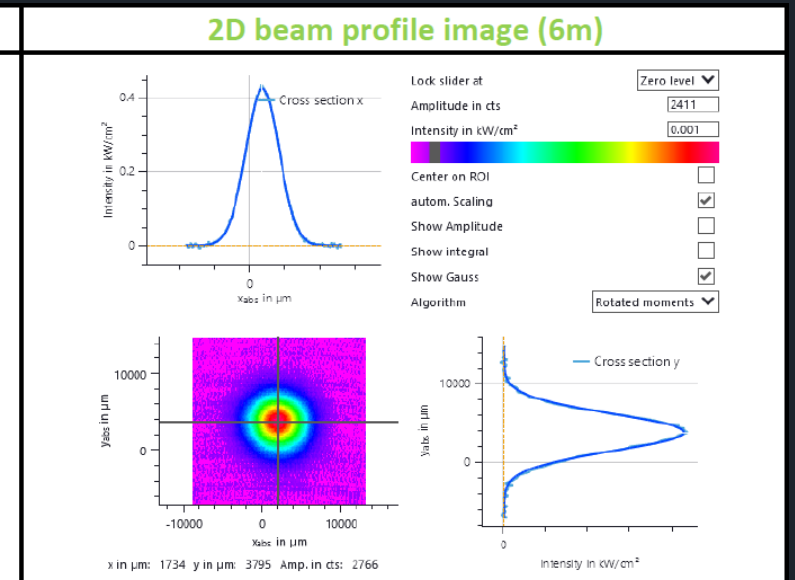 2D beam profile image (6m)
Intensity in kW/cm²
0.4
0.2
0
Cross section x
0
xabs in µm
Lock slider at Zero level
Amplitude in cts 2411
Intensity in kW/cm² 0.001
Center on ROI
autom. Scaling
Show Amplitude
Show integral
Show Gauss
Algorithm Rotated moments
yabs in µm
10000
0
-10000 0 10000
xabs in µm
x in µm: 1734 y in µm: 3795 Amp. in cts: 2766
yabs in µm
10000
0
Cross section y
0
Intensity in kW/cm²